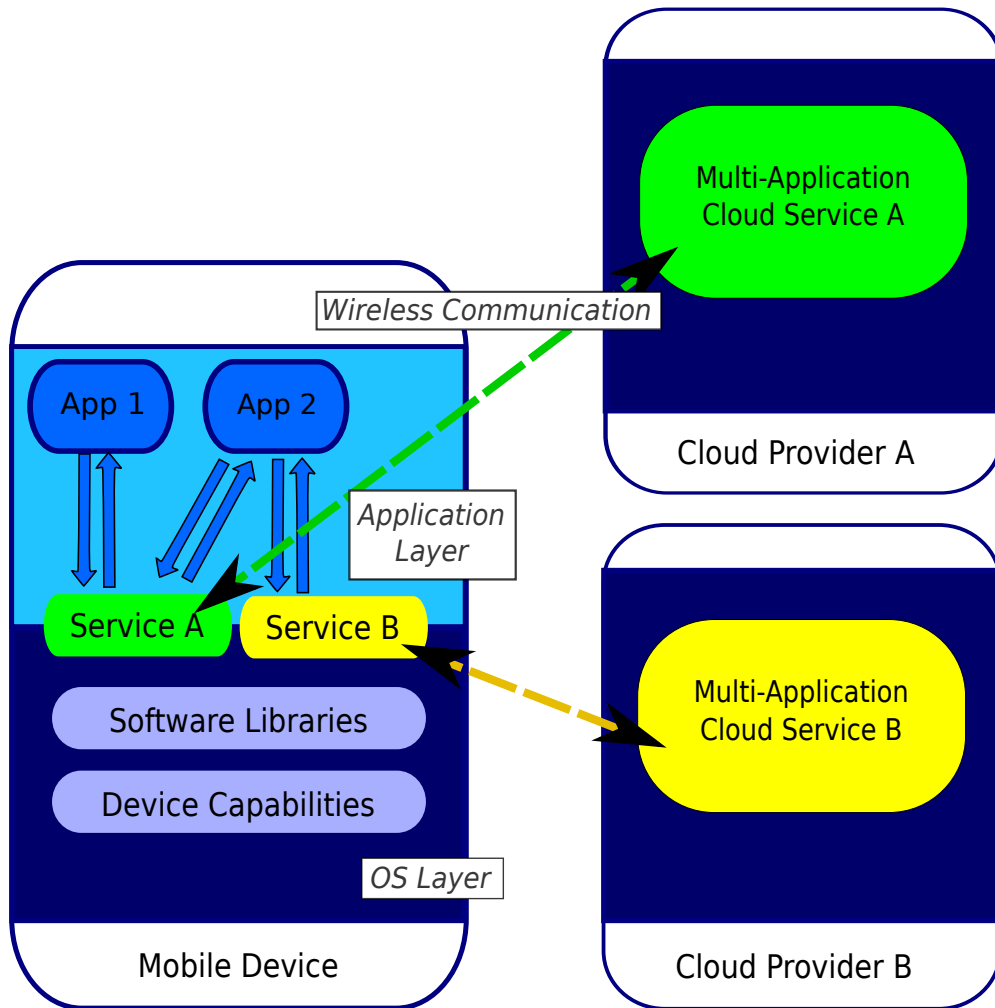 Multi-Application
Cloud Service A
Wireless Communication
App 1
App 2
Cloud Provider A
Application
Layer
Service A
Service B
Multi-Application
Cloud Service B
Software Libraries
Device Capabilities
OS Layer
Mobile Device
Cloud Provider B